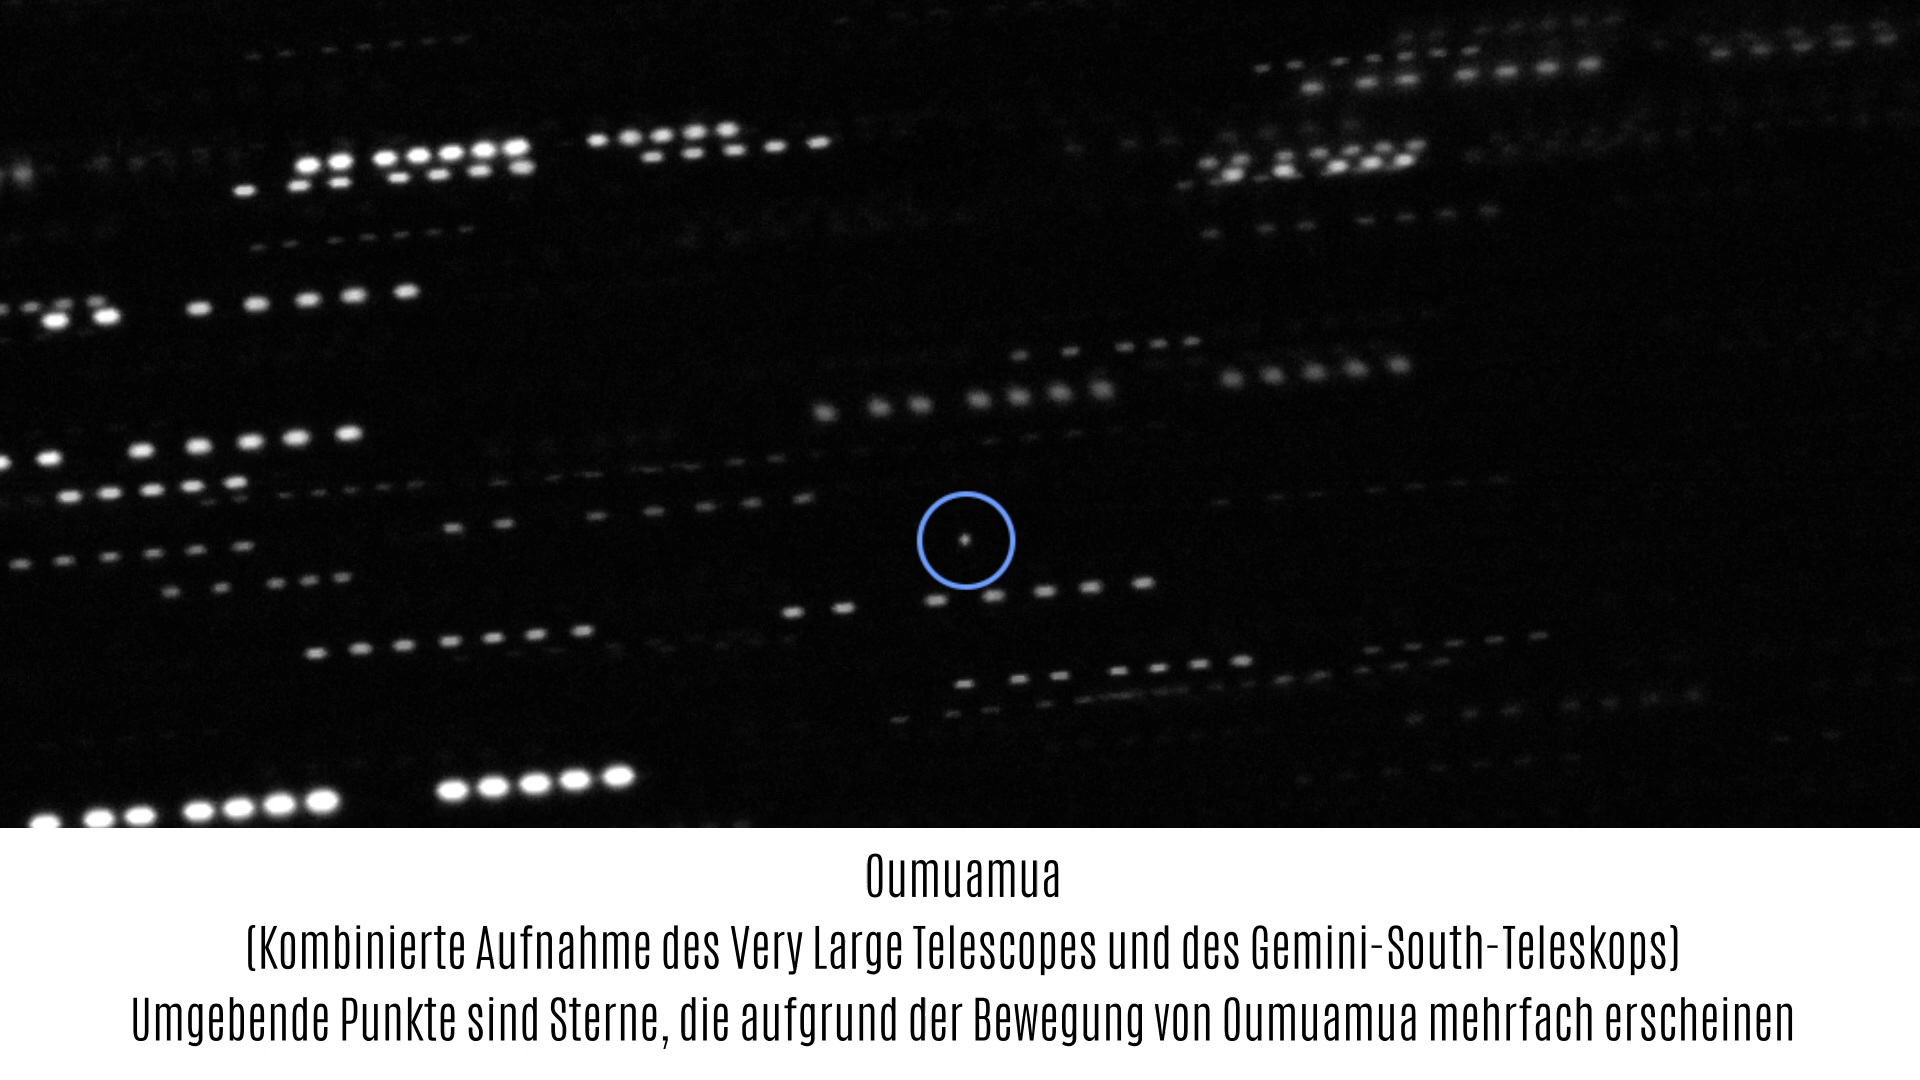 Oumuamua
(Kombinierte Aufnahme des Very Large Telescopes und des Gemini-South-Teleskops)
Umgebende Punkte sind Sterne, die aufgrund der Bewegung von Oumuamua mehrfach erscheinen